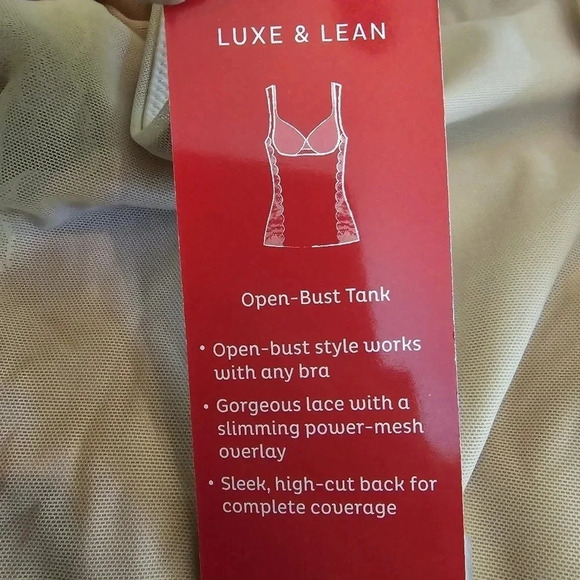 LUXE & LEAN
Open-Bust Tank
• Open-bust style works
with any bra
• Gorgeous lace with a
slimming power-mesh
overlay
• Sleek, high-cut back for
complete coverage